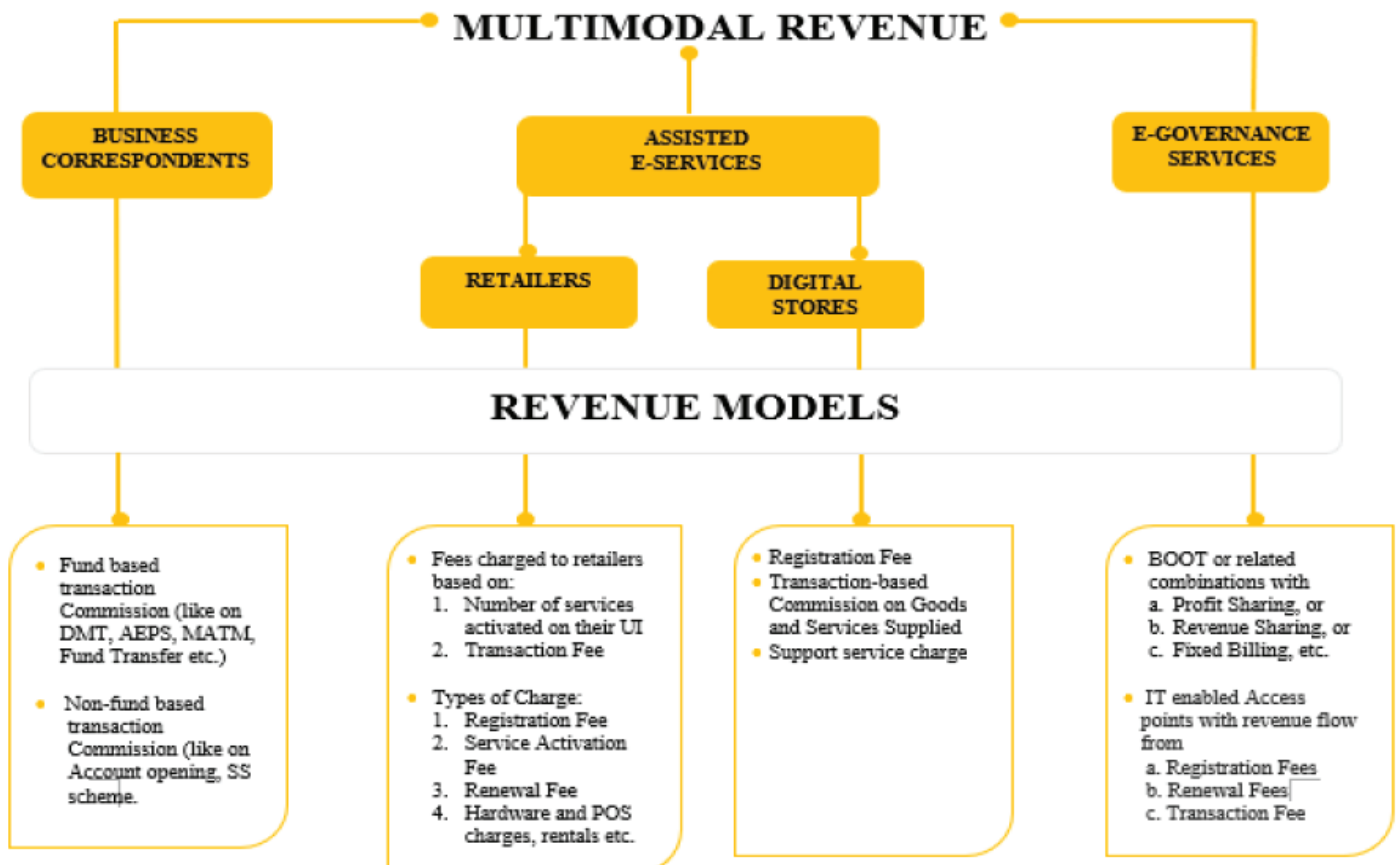 MULTIMODAL REVENUE
BUSINESS
CORRESPONDENTS
ASSISTED
E-SERVICES
E-GOVERNANCE
SERVICES
RETAILERS
DIGITAL
STORES
REVENUE MODELS
• Fund based
transaction
Commission (like on
DMT, AEPS, MATM,
Fund Transfer etc.)
• Non-fund based
transaction
Commission (like on
Account opening, SS
scheme.
• Fees charged to retailers
based on:
1. Number of services
activated on their UI
2. Transaction Fee
• Types of Charge:
1. Registration Fee
2. Service Activation
Fee
3. Renewal Fee
4. Hardware and POS
charges, rentals etc.
• Registration Fee
• Transaction-based
Commission on Goods
and Services Supplied
• Support service charge
• BOOT or related
combinations with
a. Profit Sharing, or
b. Revenue Sharing, or
c. Fixed Billing, etc.
• IT enabled Access
points with revenue flow
from
a. Registration Fees
b. Renewal Fees
c. Transaction Fee